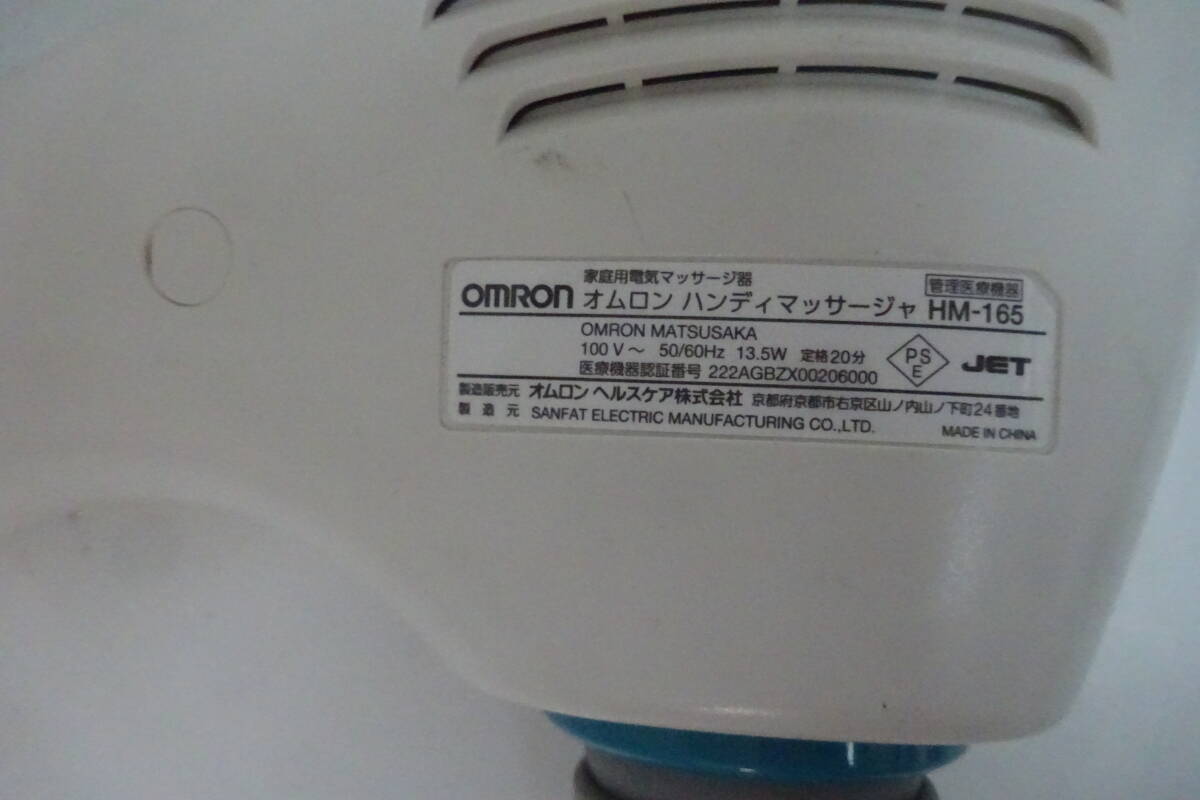 家庭用電気マッサージ器
OMRON オムロン ハンディマッサージャ 管理医療機器 HM-165
OMRON MATSUSAKA
100 V～ 50/60Hz 13.5W 定格20分
医療機器認証番号 222AGBZX00206000
PS
E
JET
製造販売元 オムロン ヘルスケア株式会社 京都府京都市右京区山ノ内山ノ下町24番地
製造元 SANFAT ELECTRIC MANUFACTURING CO.,LTD. MADE IN CHINA